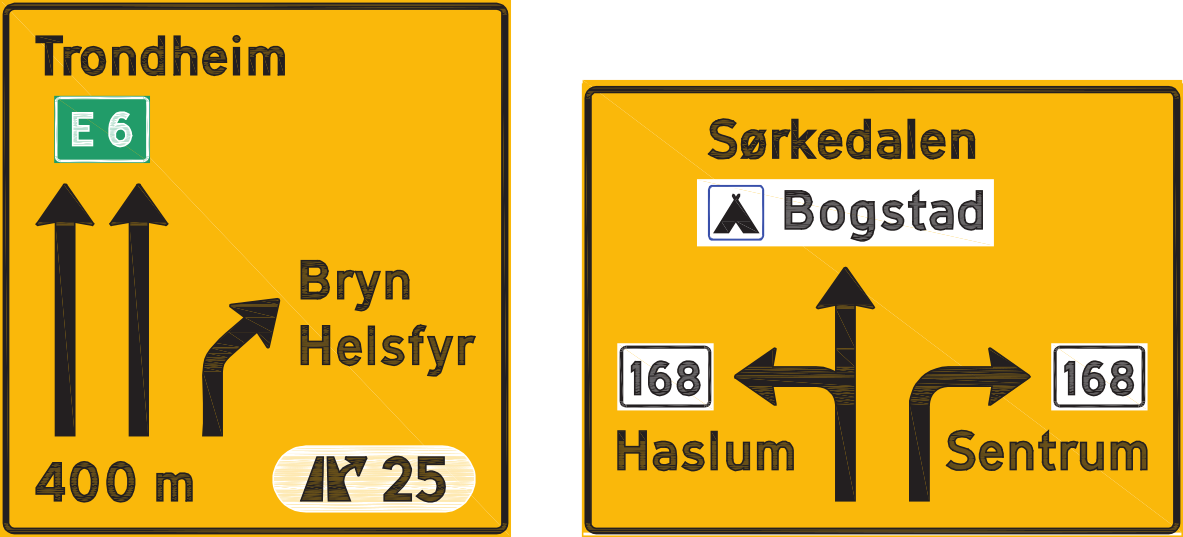 Trondheim
E 6
Bryn
Helsfyr
400 m
25
Sørkedalen
Bogstad
168
168
Haslum
Sentrum